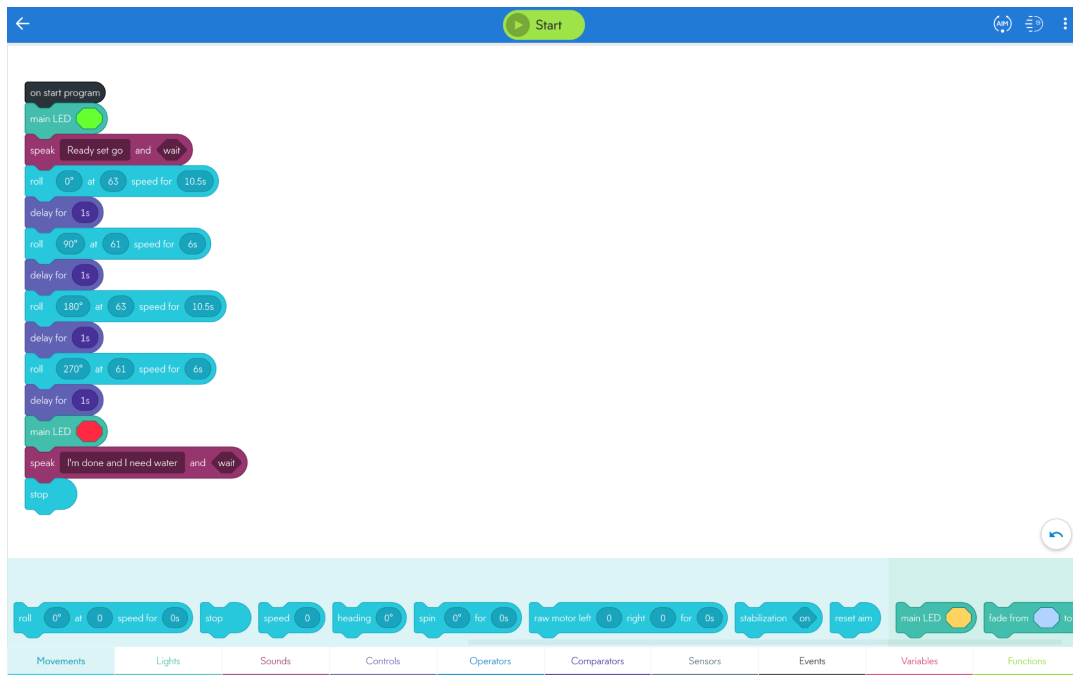 Start
AIM
on start program
main LED
speak Ready set go and wait
roll 0° at 63 speed for 10.5s
delay for 1s
roll 90° at 61 speed for 6s
delay for 1s
roll 180° at 63 speed for 10.5s
delay for 1s
roll 270° at 61 speed for 6s
delay for 1s
main LED
speak I'm done and I need water and wait
stop
roll 0° at 0 speed for 0s stop speed 0 heading 0° spin 0° for 0s raw motor left 0 right 0 for 0s stabilization on reset aim main LED fade from to
Movements Lights Sounds Controls Operators Comparators Sensors Events Variables Functions